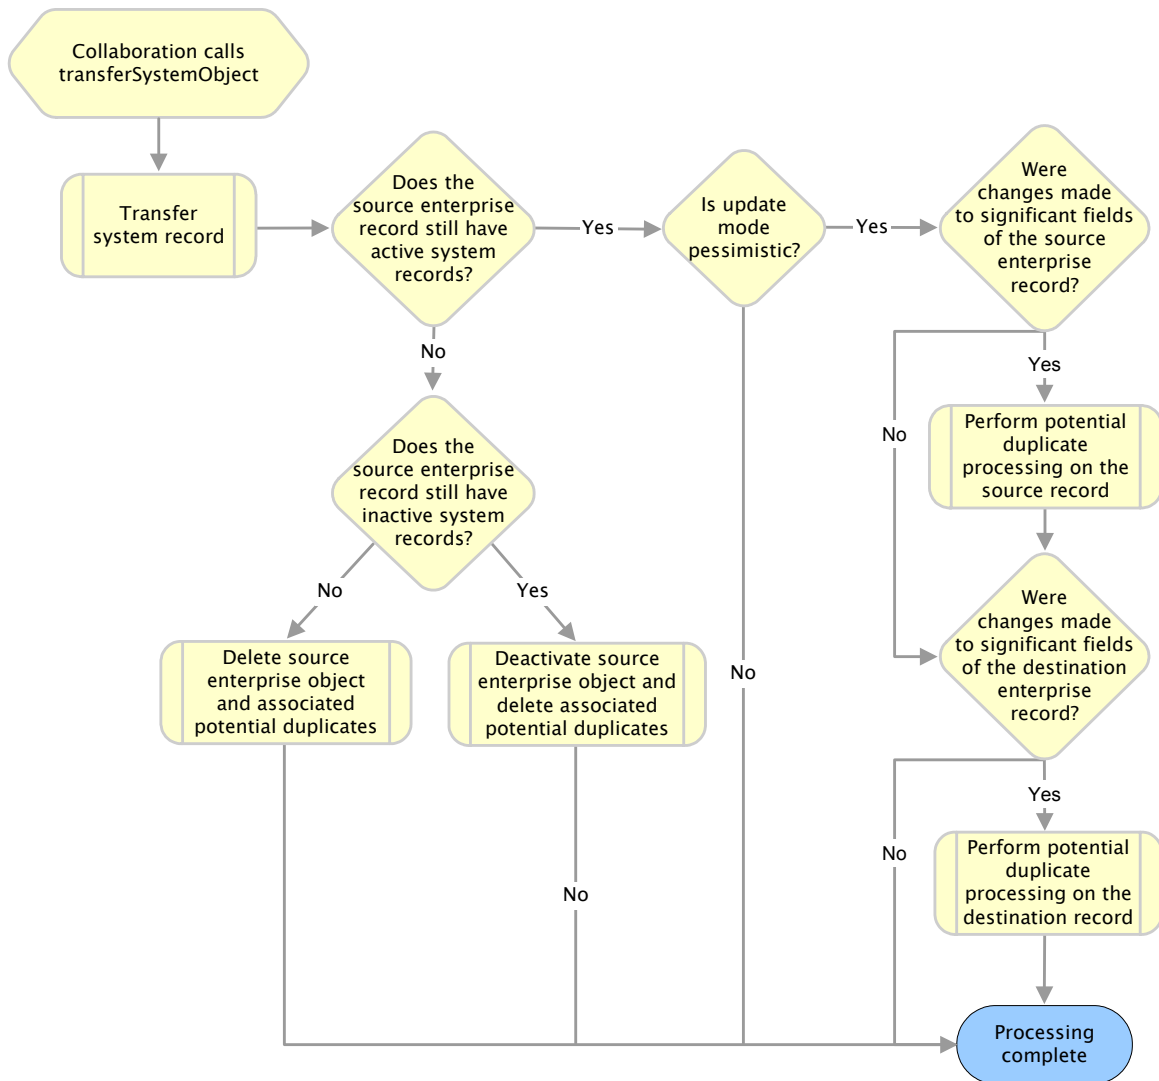 Collaboration calls
transferSystemObject
Transfer
system record
Does the
source enterprise
record still have
active system
records?
Yes
Is update
mode
pessimistic?
Yes
Were
changes made
to significant fields
of the source
enterprise
record?
No
Yes
No
Perform potential
duplicate
processing on the
source record
Does the
source enterprise
record still have
inactive system
records?
No
Yes
Were
changes made
to significant fields
of the destination
enterprise
record?
Delete source
enterprise object
and associated
potential duplicates
Deactivate source
enterprise object and
delete associated
potential duplicates
No
Yes
No
No
Perform potential
duplicate
processing on the
destination record
Processing
complete